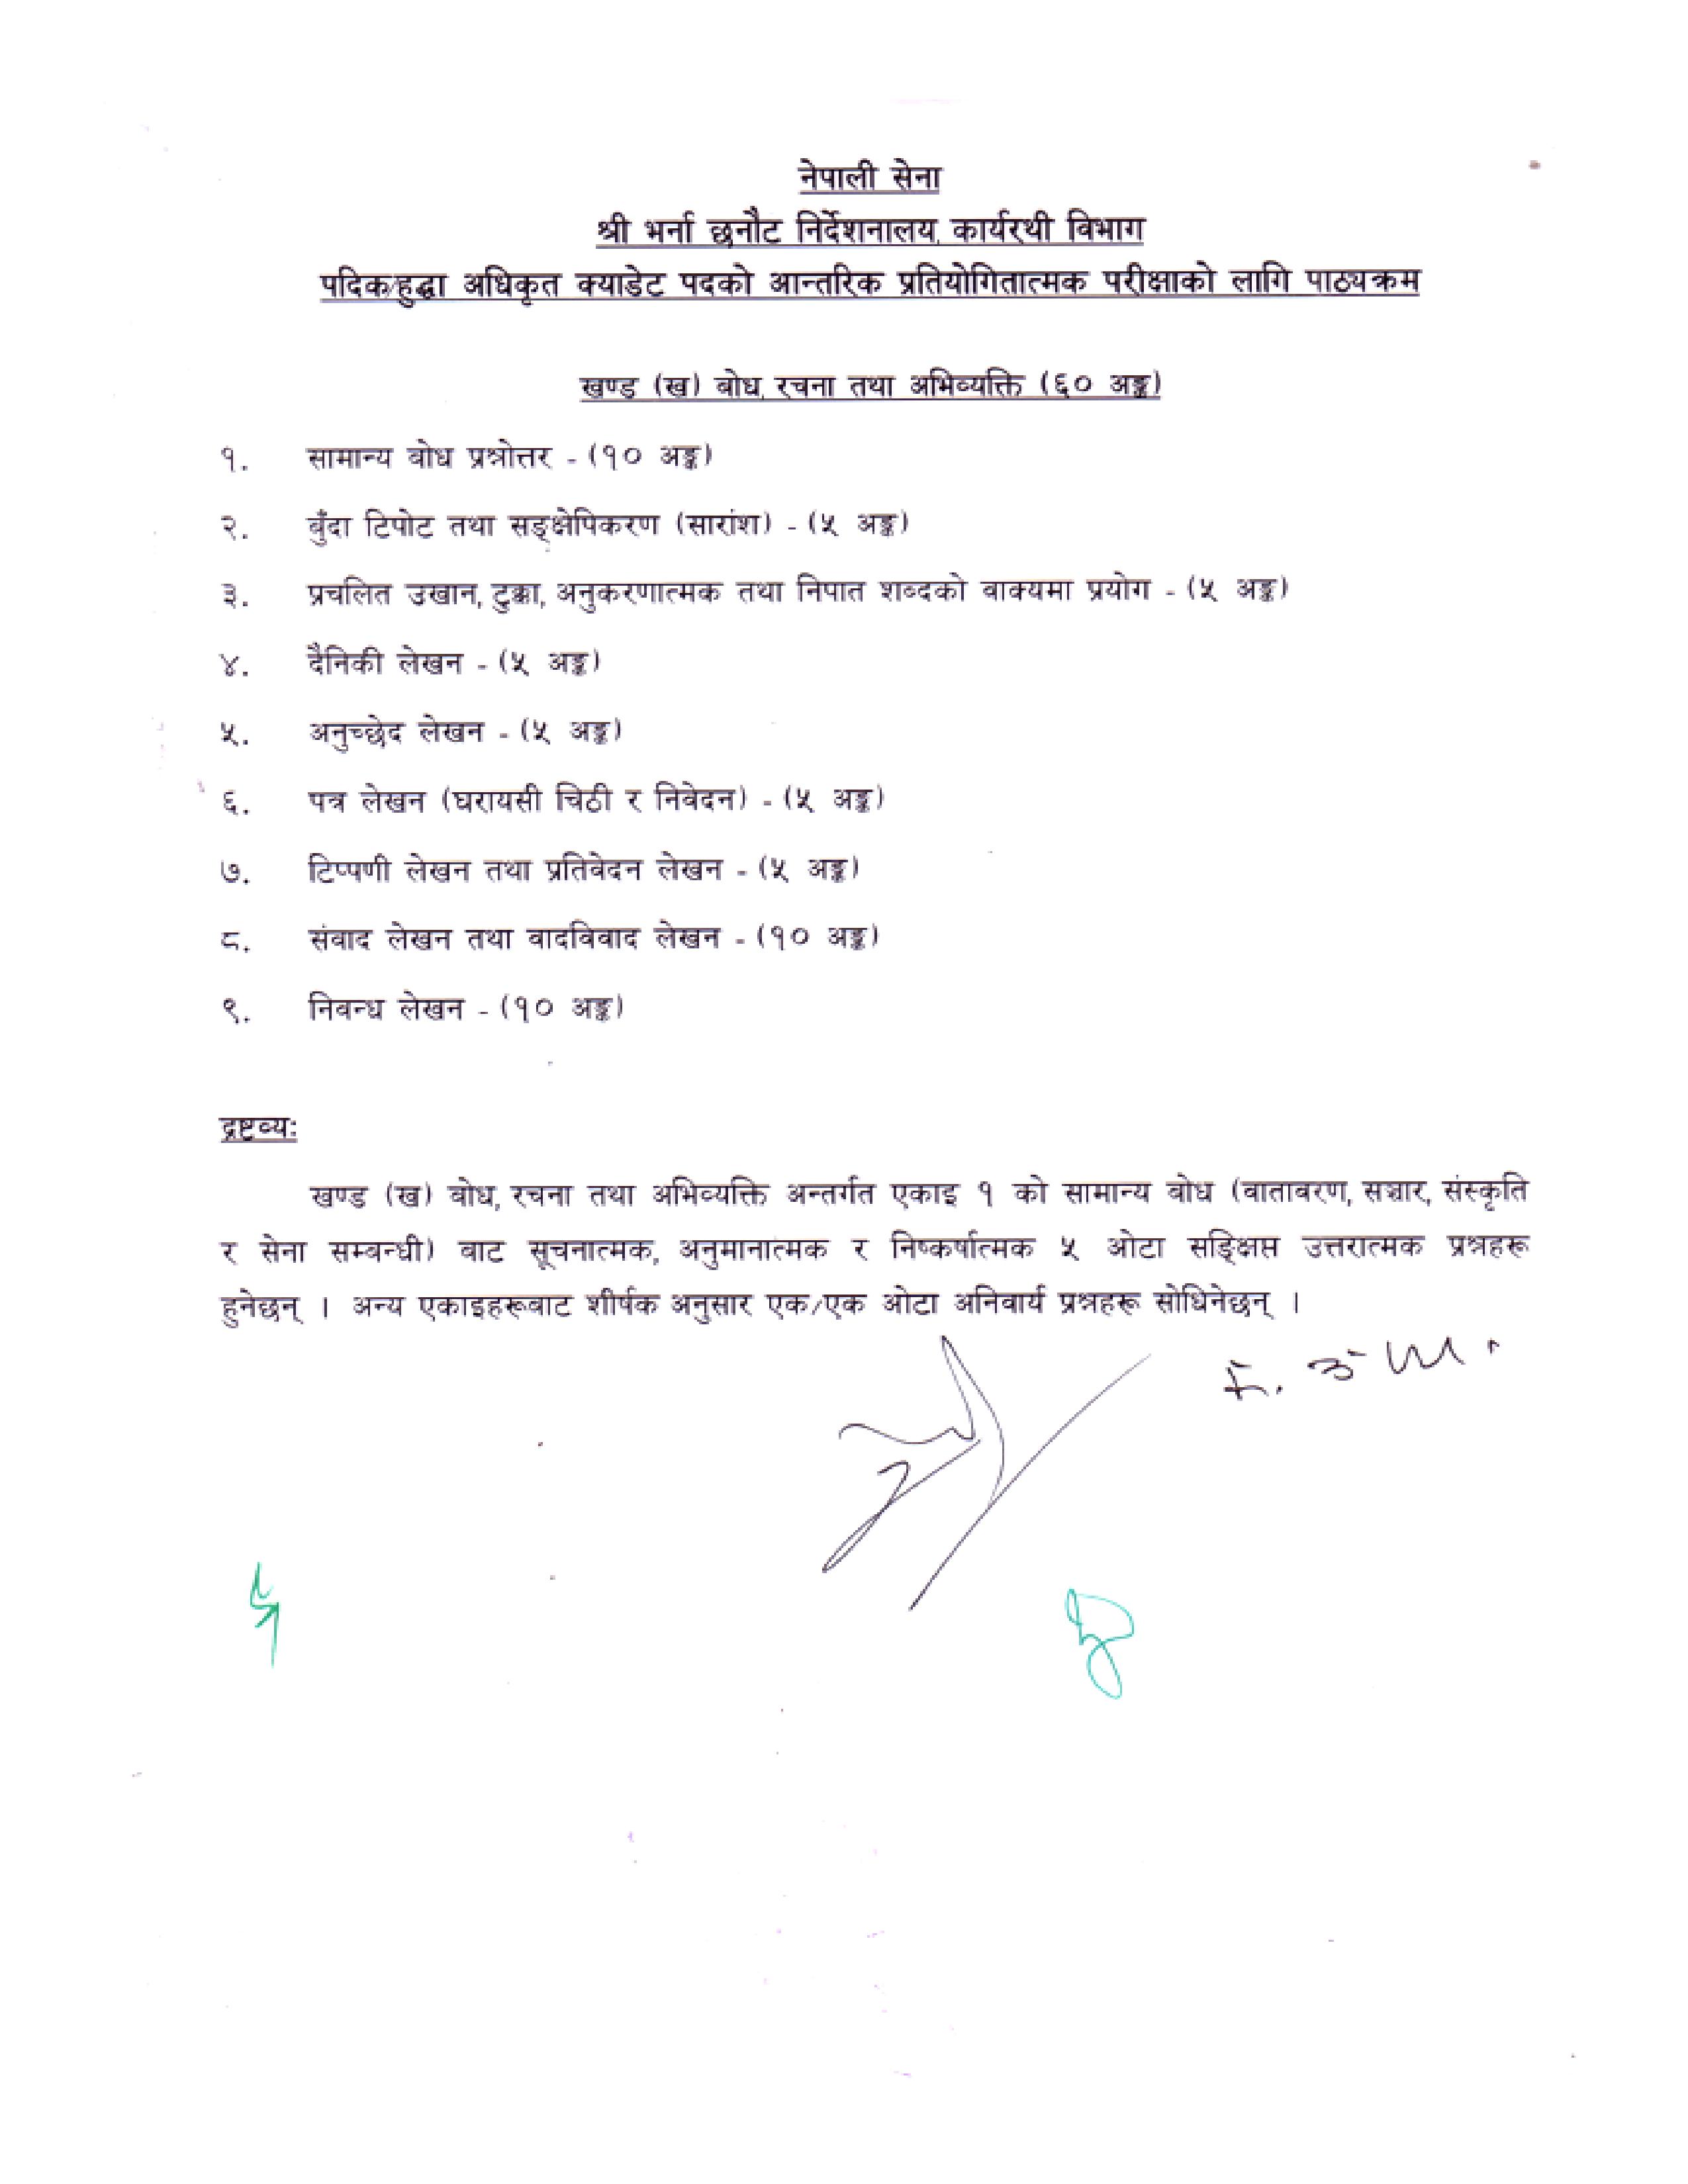 नेपाली सेना
श्री भर्ना छनौट निर्देशनालय, कार्यरथी विभाग
पदिक/हुद्धा अधिकृत क्याडेट पदको आन्तरिक प्रतियोगितात्मक परीक्षाको लागि पाठ्यक्रम
खण्ड (ख) बोध, रचना तथा अभिव्यक्ति (६० अङ्क)
१. सामान्य बोध प्रश्नोत्तर - (१० अङ्क)
२. बुँदा टिपोट तथा सङ्क्षेपिकरण (सारांश) - (५ अङ्क)
३. प्रचलित उखान, टुक्का, अनुकरणात्मक तथा निपात शब्दको वाक्यमा प्रयोग - (५ अङ्क)
४. दैनिकी लेखन - (५ अङ्क)
५. अनुच्छेद लेखन - (५ अङ्क)
६. पत्र लेखन (घरायसी चिठी र निवेदन) - (५ अङ्क)
७. टिप्पणी लेखन तथा प्रतिवेदन लेखन - (५ अङ्क)
८. संवाद लेखन तथा वादविवाद लेखन - (१० अङ्क)
९. निबन्ध लेखन - (१० अङ्क)
द्रष्टव्यः
खण्ड (ख) बोध, रचना तथा अभिव्यक्ति अन्तर्गत एकाइ १ को सामान्य बोध (वातावरण, सञ्चार, संस्कृति
र सेना सम्बन्धी) बाट सूचनात्मक, अनुमानात्मक र निष्कर्षात्मक ५ ओटा सङ्क्षिप्त उत्तरात्मक प्रश्नहरू
हुनेछन् । अन्य एकाइहरूबाट शीर्षक अनुसार एक/एक ओटा अनिवार्य प्रश्नहरू सोधिनेछन् ।